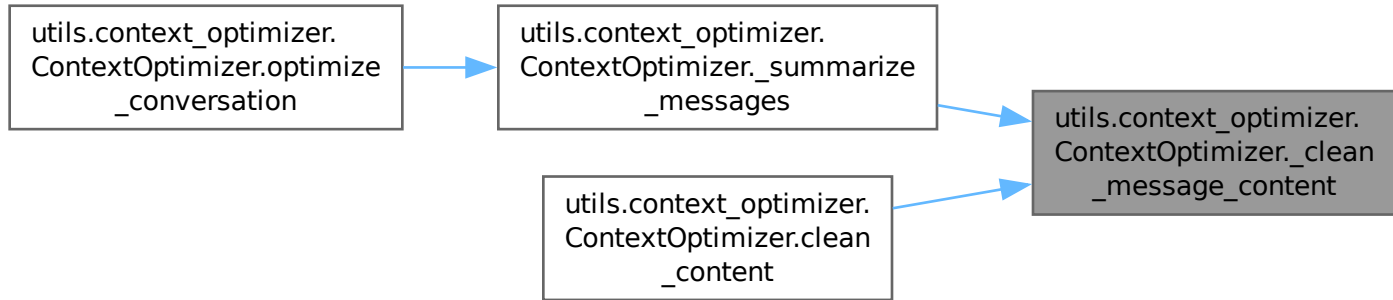 utils.context_optimizer.
ContextOptimizer.optimize
_conversation
utils.context_optimizer.
ContextOptimizer._summarize
_messages
utils.context_optimizer.
ContextOptimizer.clean
_content
utils.context_optimizer.
ContextOptimizer._clean
_message_content